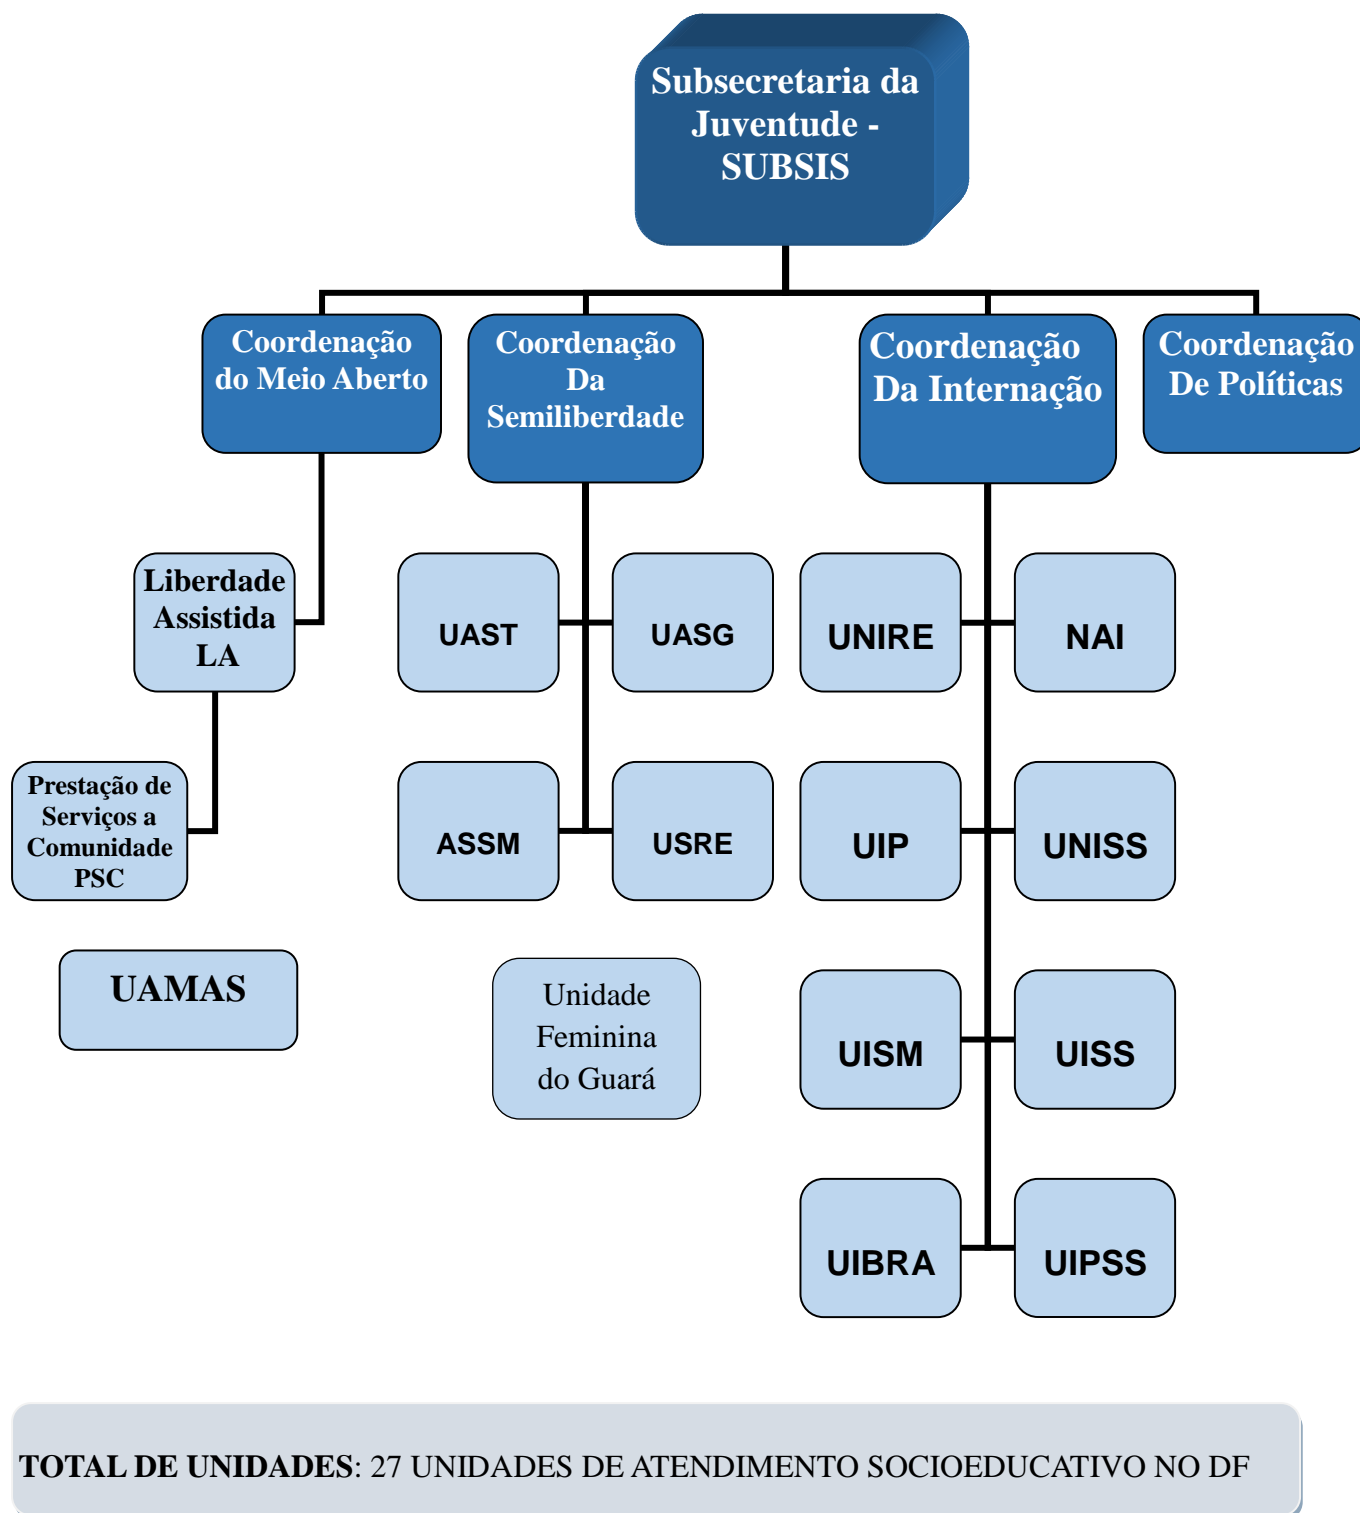 Subsecretaria da
Juventude -
SUBSIS
Coordenação
do Meio Aberto
Coordenação
Da
Semiliberdade
Coordenação
Da Internação
Coordenação
De Políticas
Liberdade
Assistida
LA
UAST
UASG
UNIRE
NAI
Prestação de
Serviços a
Comunidade
PSC
ASSM
USRE
UIP
UNISS
UAMAS
Unidade
Feminina
do Guará
UISM
UISS
UIBRA
UIPSS
TOTAL DE UNIDADES: 27 UNIDADES DE ATENDIMENTO SOCIOEDUCATIVO NO DF